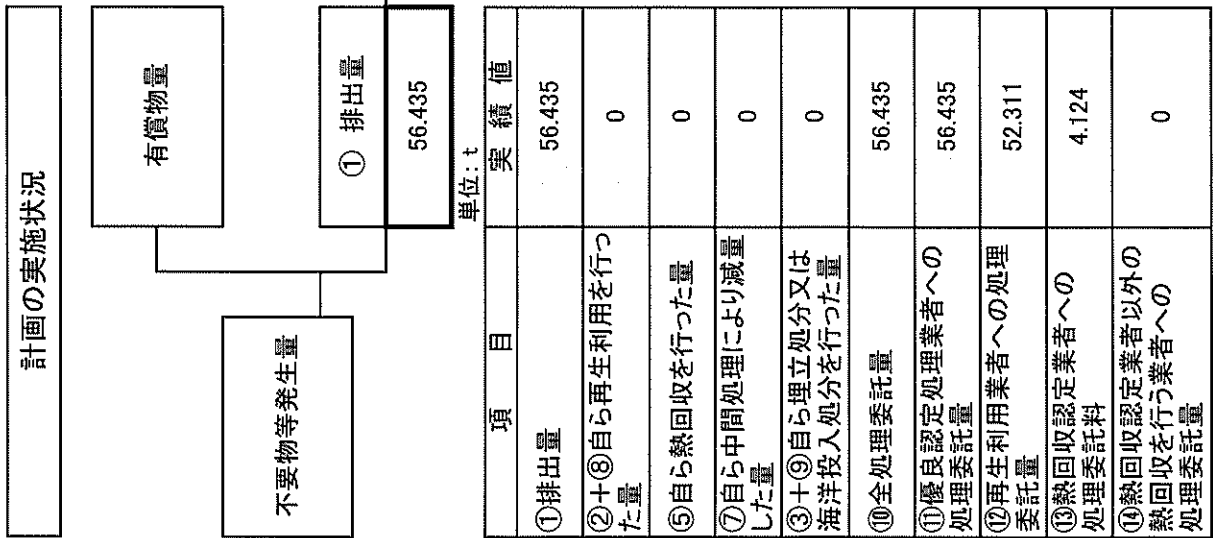 計画の実施状況
有償物量
不要物等発生量
① 排出量
56.435
単位:t
項 目
実 績 値
①排出量
56.435
②+⑧自ら再生利用を行っ
た量
0
⑤自ら熱回収を行った量
0
⑦自ら中間処理により減量
した量
0
③+⑨自ら埋立処分又は
海洋投入処分を行った量
0
⑩全処理委託量
56.435
⑪優良認定処理業者への
処理委託量
56.435
⑫再生利用業者への処理
委託量
52.311
⑬熱回収認定業者への
処理委託料
4.124
⑭熱回収認定業者以外の
熱回収を行う業者への
処理委託量
0